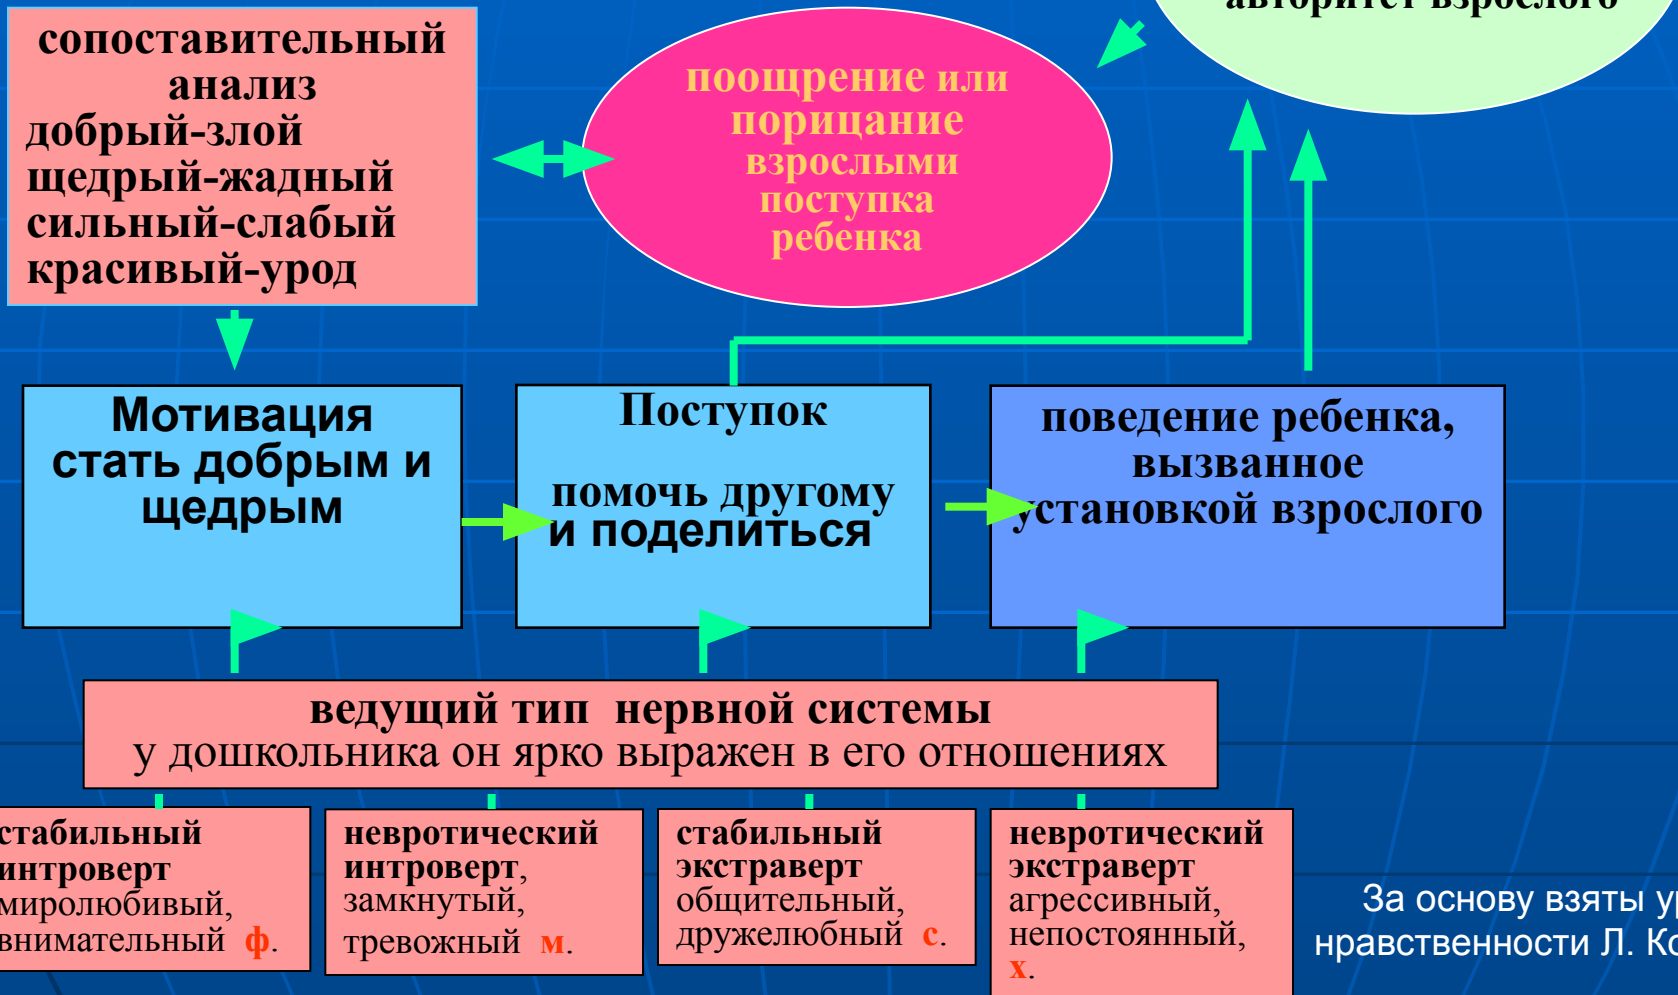 авторитет взрослого
сопоставительный
анализ
добрый-злой
щедрый-жадный
сильный-слабый
красивый-урод
поощрение или
порицание
взрослыми
поступка
ребенка
Мотивация
стать добрым и
щедрым
Поступок
помочь другому
и поделиться
поведение ребенка,
вызванное
установкой взрослого
ведущий тип нервной системы
у дошкольника он ярко выражен в его отношениях
стабильный
интроверт
миролюбивый,
внимательный ф.
невротический
интроверт,
замкнутый,
тревожный м.
стабильный
экстраверт
общительный,
дружелюбный с.
невротический
экстраверт
агрессивный,
непостоянный,
х.
За основу взяты
нравственности Л.